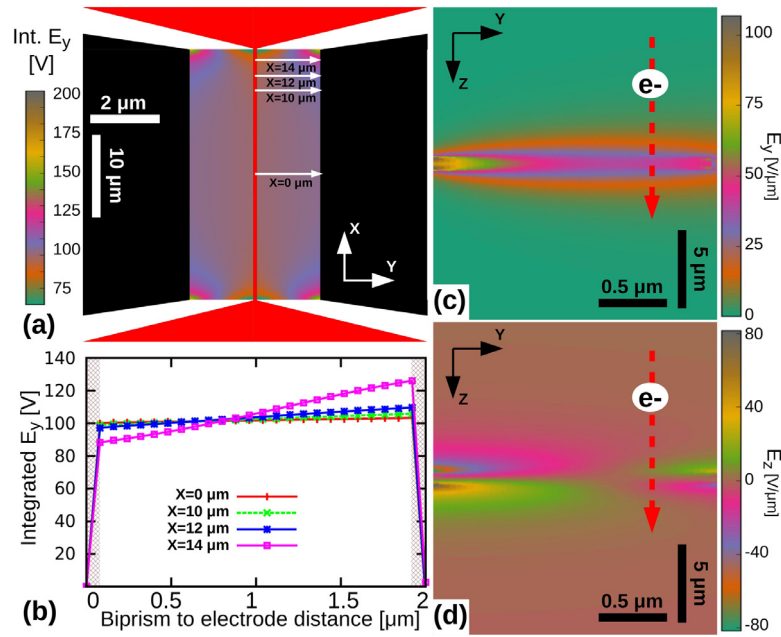 Int. Ey
[V]
200
175
150
125
100
75
2 µm
10 µm
X=14 µm
X=12 µm
X=10 µm
X=0 µm
X
Y
(a)
Y
Z
e-
100
75
50
25
0
Ey [V/µm]
0.5 µm
5 µm
(c)
Integrated Ey [V]
140
120
100
80
60
40
20
X=0 µm
X=10 µm
X=12 µm
X=14 µm
0
0.5
1
1.5
2
Biprism to electrode distance [µm]
(b)
Y
Z
e-
80
40
0
-40
-80
Ez [V/µm]
0.5 µm
5 µm
(d)